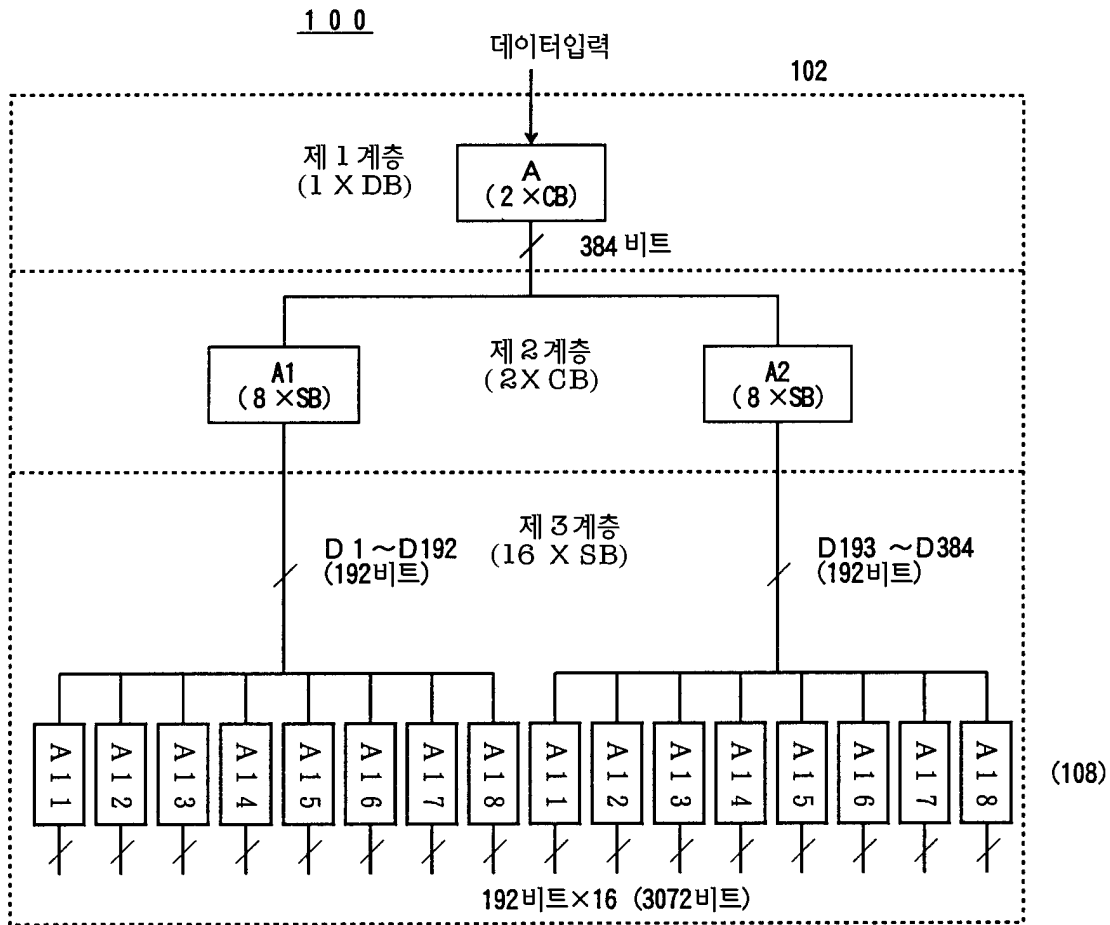 100
데이터입력
102
제 1 계층
(1 X DB)
A
(2 ×CB)
384 비트
제 2 계층
(2X CB)
A1
(8 ×SB)
A2
(8 ×SB)
제 3 계층
(16 X SB)
D 1 ～D192
(192비트)
D193 ～D384
(192비트)
A11
A12
A13
A14
A15
A16
A17
A18
A11
A12
A13
A14
A15
A16
A17
A18
(108)
192비트×16 (3072비트)